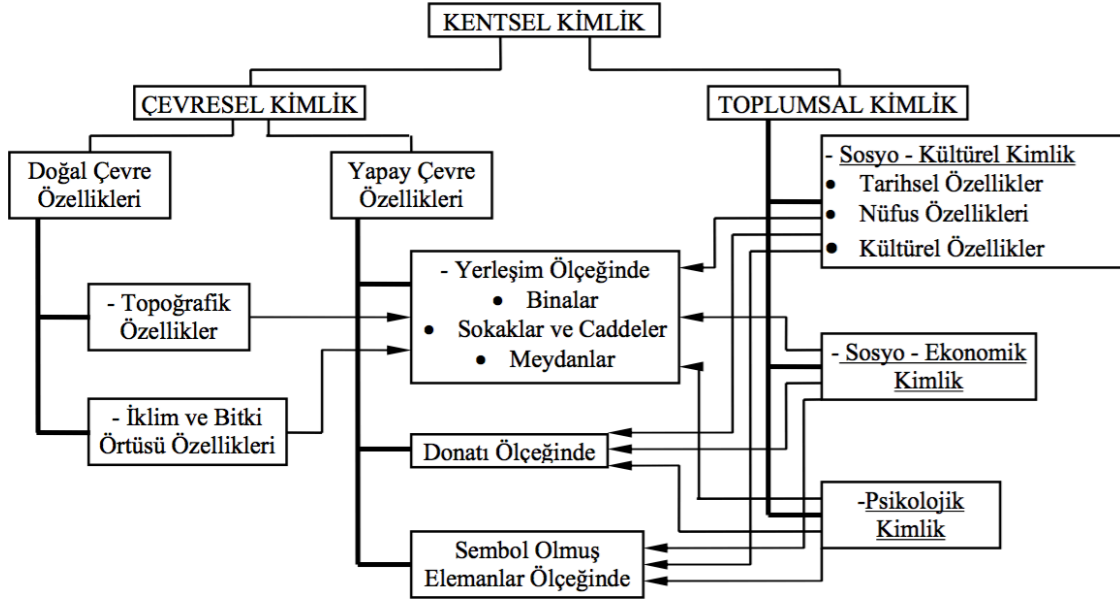 KENTSEL KİMLİK
ÇEVRESEL KİMLİK
TOPLUMSAL KİMLİK
Doğal Çevre
Özellikleri
Yapay Çevre
Özellikleri
- Sosyo - Kültürel Kimlik
• Tarihsel Özellikler
• Nüfus Özellikleri
• Kültürel Özellikler
- Yerleşim Ölçeğinde
• Binalar
• Sokaklar ve Caddeler
• Meydanlar
- Topoğrafik
Özellikler
- Sosyo - Ekonomik
Kimlik
- İklim ve Bitki
Örtüsü Özellikleri
Donatı Ölçeğinde
-Psikolojik
Kimlik
Sembol Olmuş
Elemanlar Ölçeğinde